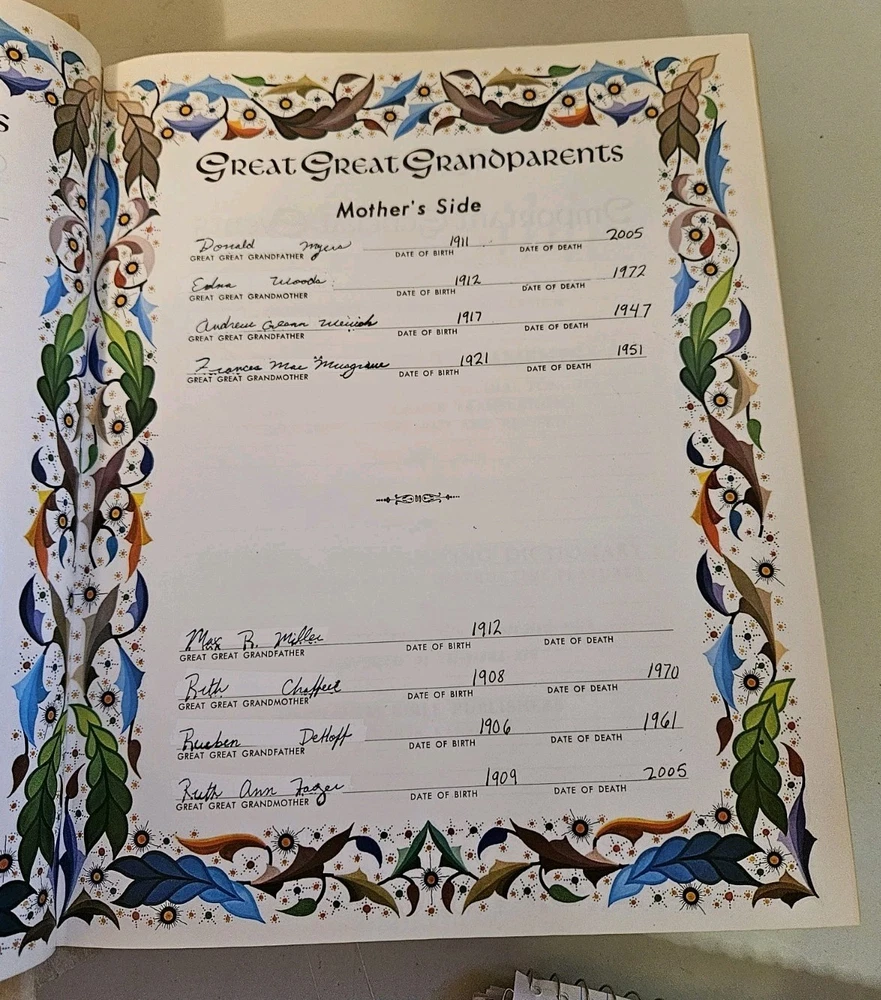 S
Great Great Grandparents
Mother's Side
Donald Myers 1911 2005
GREAT GREAT GRANDFATHER DATE OF BIRTH DATE OF DEATH
Edna Woods 1912 1972
GREAT GREAT GRANDMOTHER DATE OF BIRTH DATE OF DEATH
Andrew Glenn 1917 1947
GREAT GREAT GRANDFATHER DATE OF BIRTH DATE OF DEATH
Frances Mae Musgrave 1921 1951
GREAT GREAT GRANDMOTHER DATE OF BIRTH DATE OF DEATH
Max R. Miller 1912
GREAT GREAT GRANDFATHER DATE OF BIRTH DATE OF DEATH
Beth 1908 1970
GREAT GREAT GRANDMOTHER DATE OF BIRTH DATE OF DEATH
Rueben DeHoff 1906 1961
GREAT GREAT GRANDFATHER DATE OF BIRTH DATE OF DEATH
Ruth Ann 1909 2005
GREAT GREAT GRANDMOTHER DATE OF BIRTH DATE OF DEATH